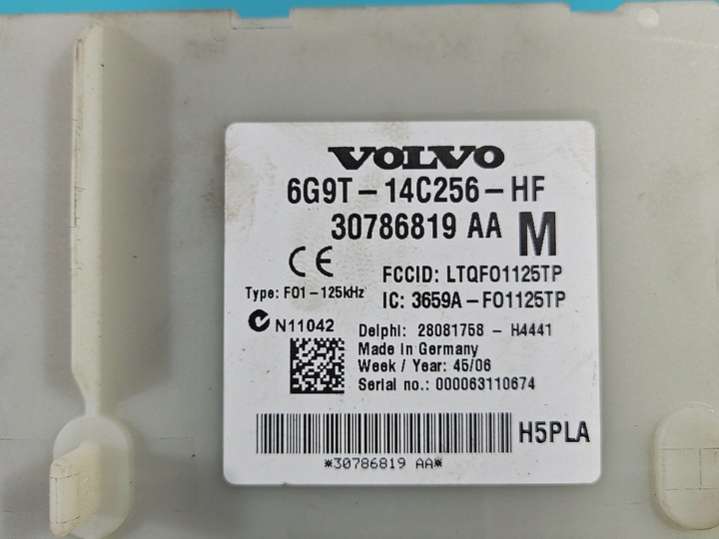 VOLVO
6G9T-14C256-HF
30786819 AA M
CE
FCCID: LTQF01125TP
Type: F01-125kHz
IC: 3659A-F01125TP
N11042
Delphi: 28081758 - H4441
Made in Germany
Week / Year: 45/06
Serial no.: 000063110674
H5PLA
*30786819 AA*